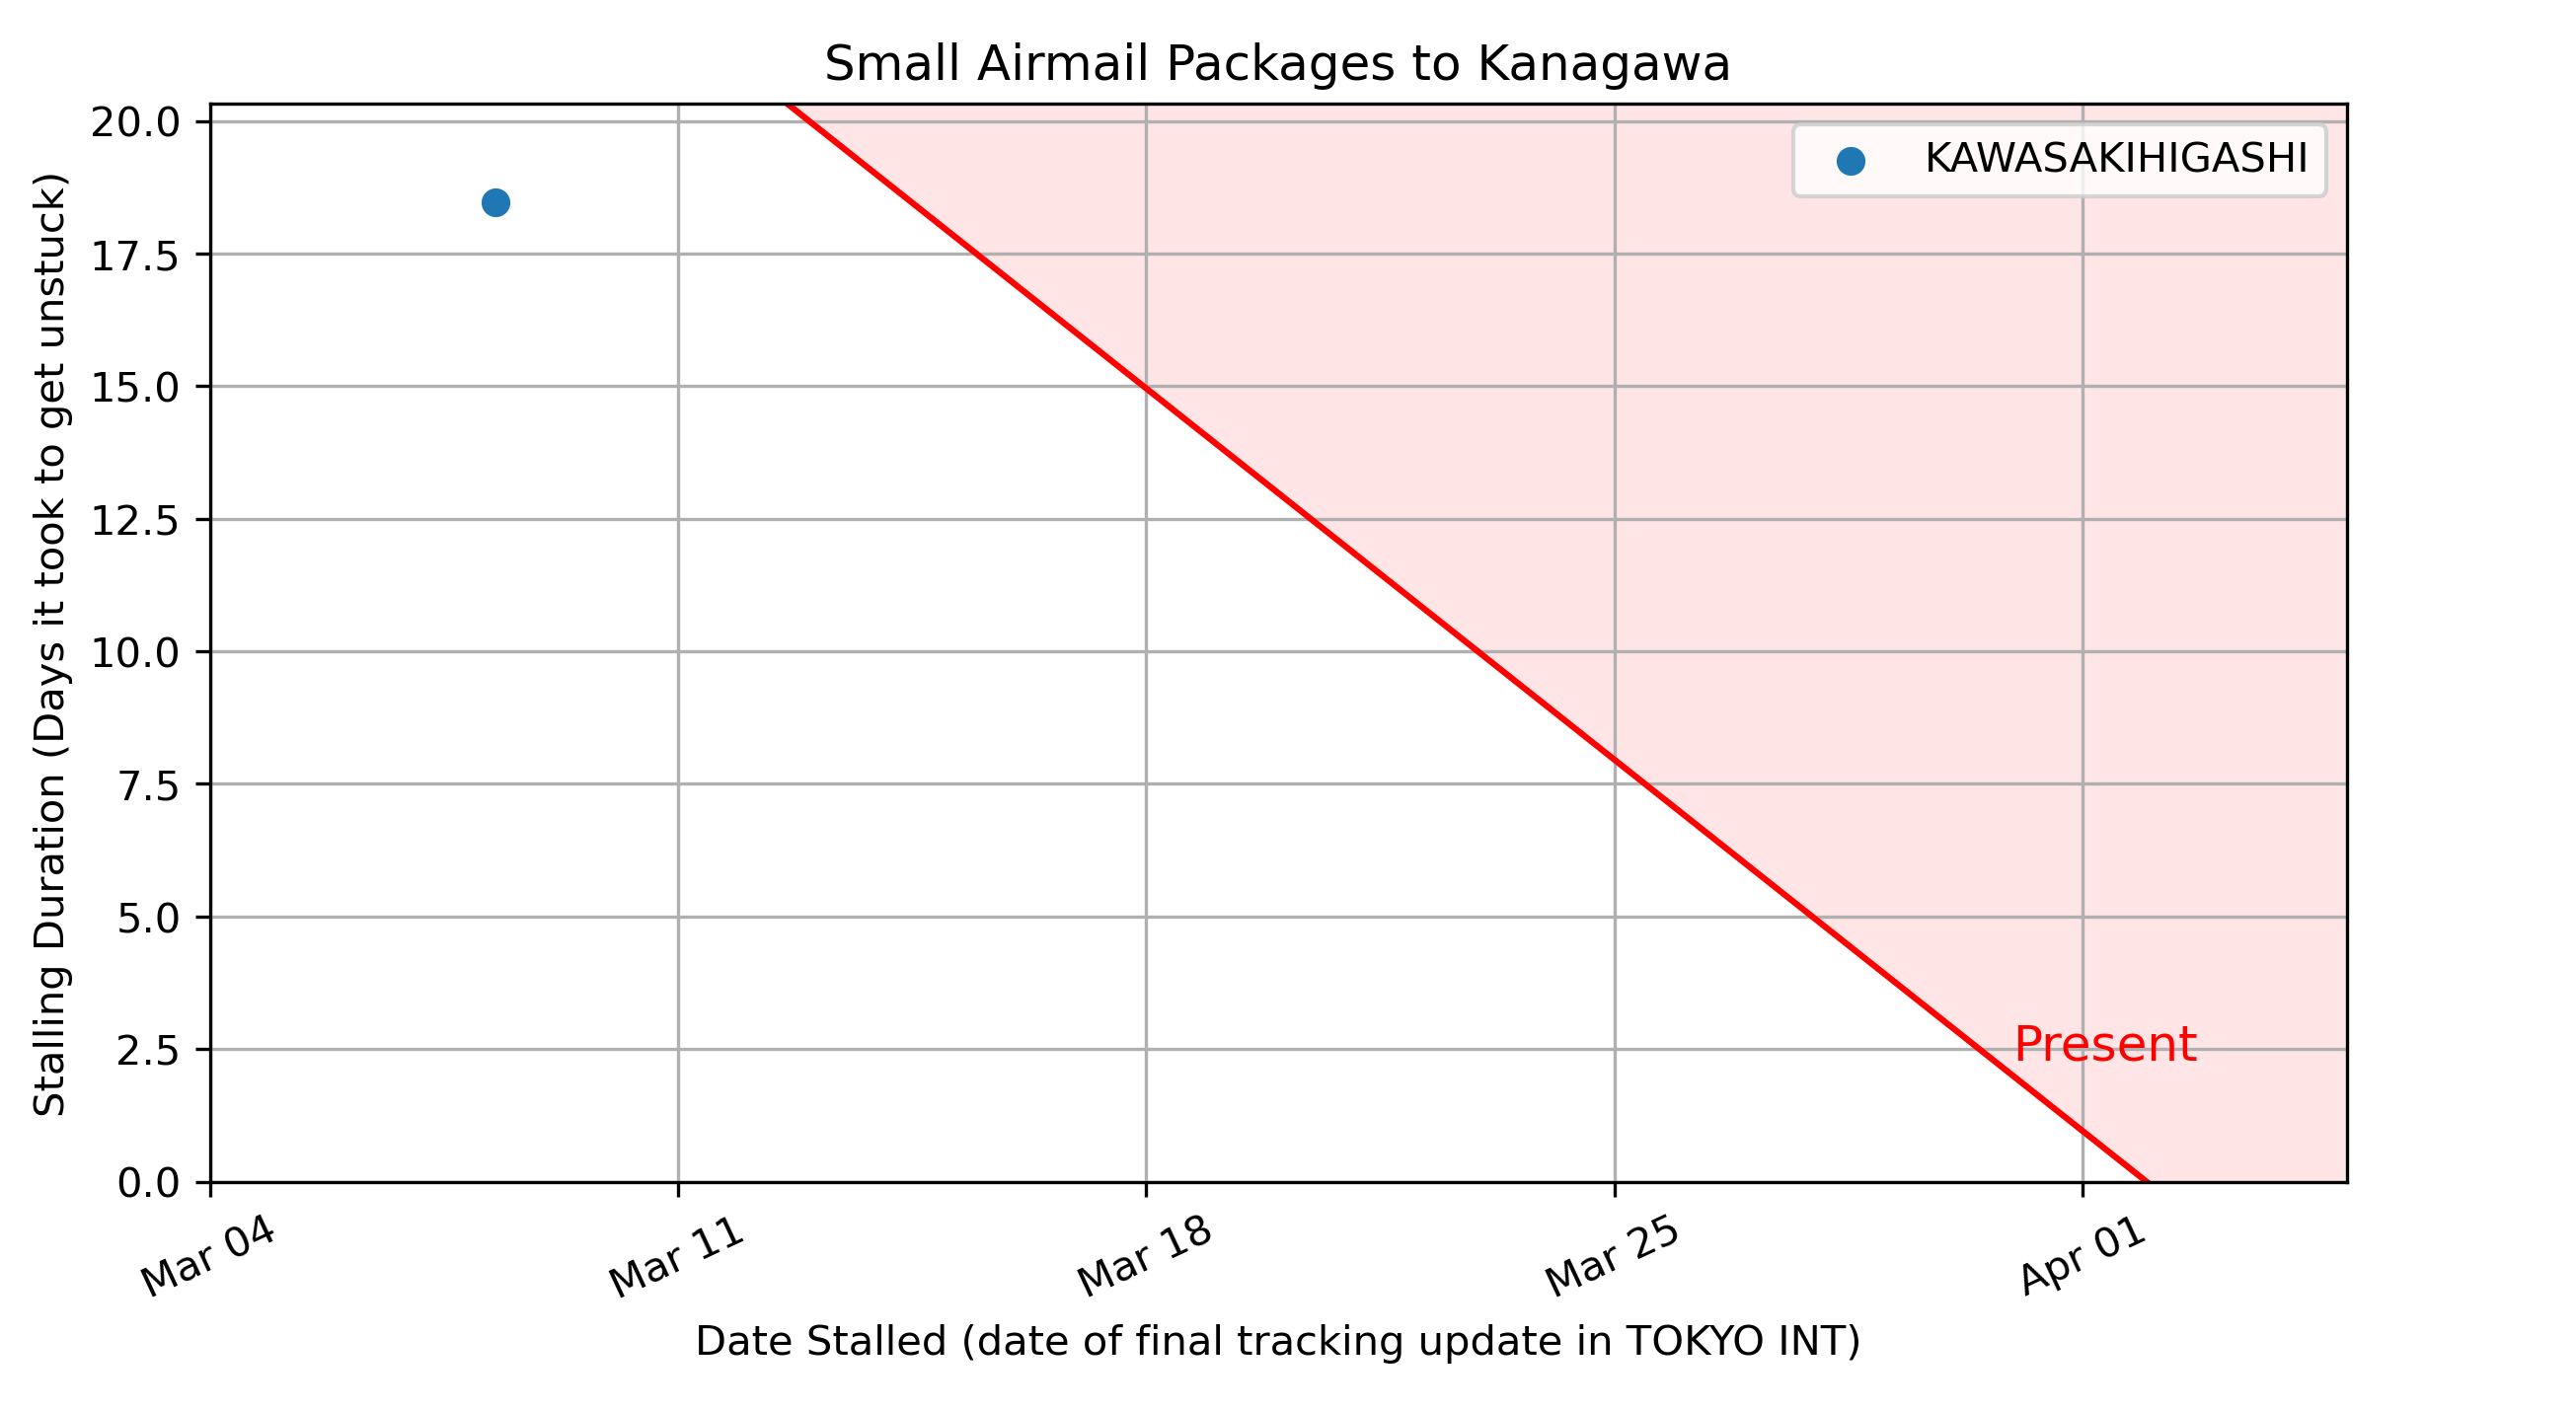 Small Airmail Packages to Kanagawa
KAWASAKIHIGASHI
Stalling Duration (Days it took to get unstuck)
20.0
17.5
15.0
12.5
10.0
7.5
5.0
2.5
0.0
Present
Mar 04
Mar 11
Mar 18
Mar 25
Apr 01
Date Stalled (date of final tracking update in TOKYO INT)